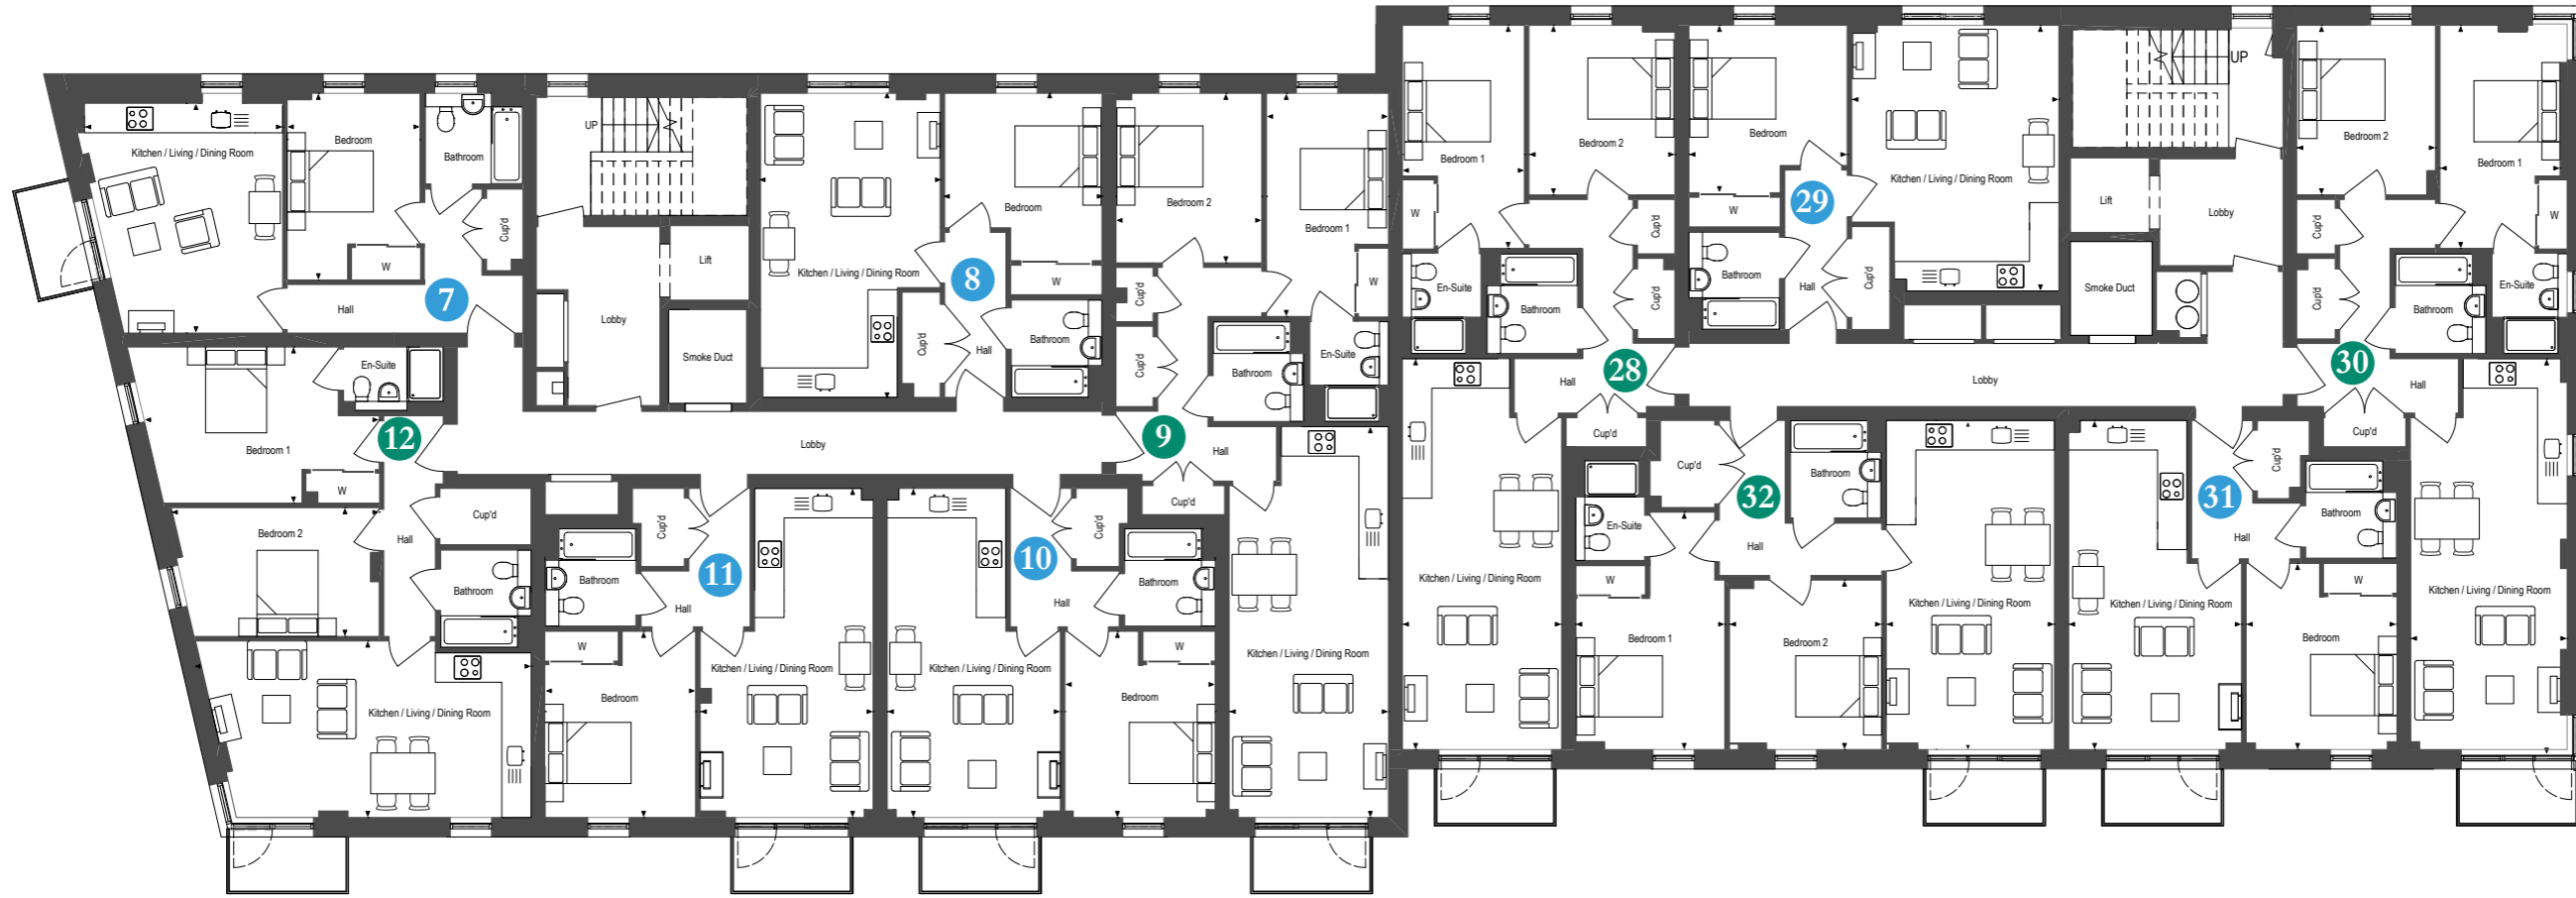 Kitchen / Living / Dining Room
Bedroom
Bathroom
Cup'd
W
Hall
7
UP
Lift
Lobby
Smoke Duct
Kitchen / Living / Dining Room
Bedroom
W
8
Cup'd
Hall
Bathroom
Bedroom 2
Bedroom 1
W
Cup'd
Cup'd
Bathroom
En-Suite
9
Hall
Cup'd
Kitchen / Living / Dining Room
Lobby
En-Suite
Bedroom 1
12
W
Bedroom 2
Hall
Cup'd
Bathroom
Kitchen / Living / Dining Room
Cup'd
11
Bathroom
Hall
W
Bedroom
Kitchen / Living / Dining Room
10
Cup'd
Bathroom
Hall
W
Kitchen / Living / Dining Room
Bedroom
Bedroom 1
Bedroom 2
W
Cup'd
En-Suite
Bathroom
Cup'd
Hall
28
Cup'd
Kitchen / Living / Dining Room
Bedroom
W
29
Bathroom
Hall
Cup'd
Kitchen / Living / Dining Room
UP
Lift
Lobby
Smoke Duct
Bedroom 2
Bedroom 1
W
Cup'd
Cup'd
Bathroom
En-Suite
30
Hall
Cup'd
Kitchen / Living / Dining Room
Lobby
Cup'd
32
Bathroom
En-Suite
Hall
W
Bedroom 1
Bedroom 2
Kitchen / Living / Dining Room
31
Cup'd
Bathroom
Hall
W
Kitchen / Living / Dining Room
Bedroom